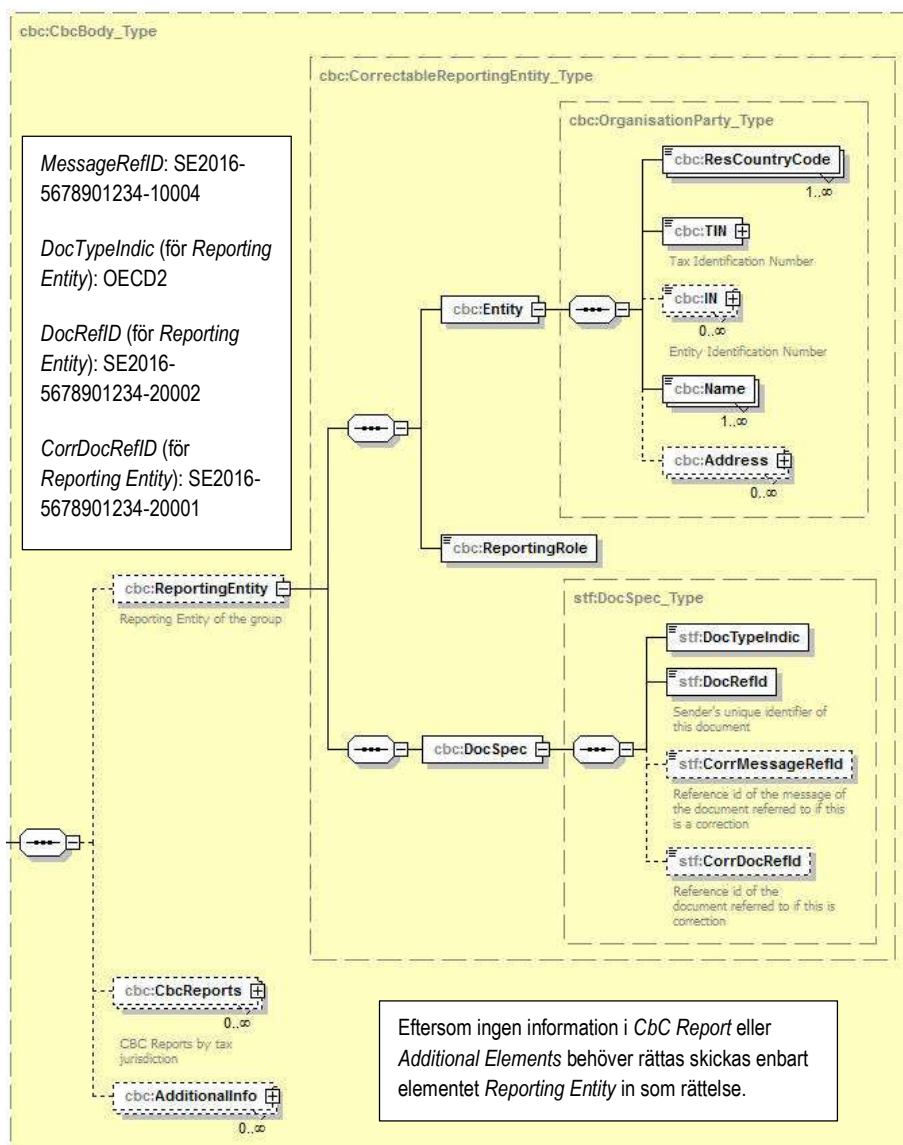 cbc:CbcBody_Type
cbc:CorrectableReportingEntity_Type
cbc:OrganisationParty_Type
MessageRefID: SE2016-
5678901234-10004
DocTypeIndic (för Reporting
Entity): OECD2
DocRefID (för Reporting
Entity): SE2016-
5678901234-20002
CorrDocRefID (för
Reporting Entity): SE2016-
5678901234-20001
cbc:ResCountryCode
1..∞
cbc:TIN
Tax Identification Number
cbc:IN
0..∞
Entity Identification Number
cbc:Entity
cbc:Name
1..∞
cbc:Address
0..∞
cbc:ReportingRole
cbc:ReportingEntity
Reporting Entity of the group
stf:DocSpec_Type
stf:DocTypeIndic
stf:DocRefId
Sender's unique identifier of
this document
cbc:DocSpec
stf:CorrMessageRefId
Reference id of the message of
the document referred to if this
is a correction
stf:CorrDocRefId
Reference id of the
document referred to if this is
correction
cbc:CbcReports
0..∞
CBC Reports by tax
jurisdiction
cbc:AdditionalInfo
0..∞
Eftersom ingen information i CbC Report eller
Additional Elements behöver rättas skickas enbart
elementet Reporting Entity in som rättelse.